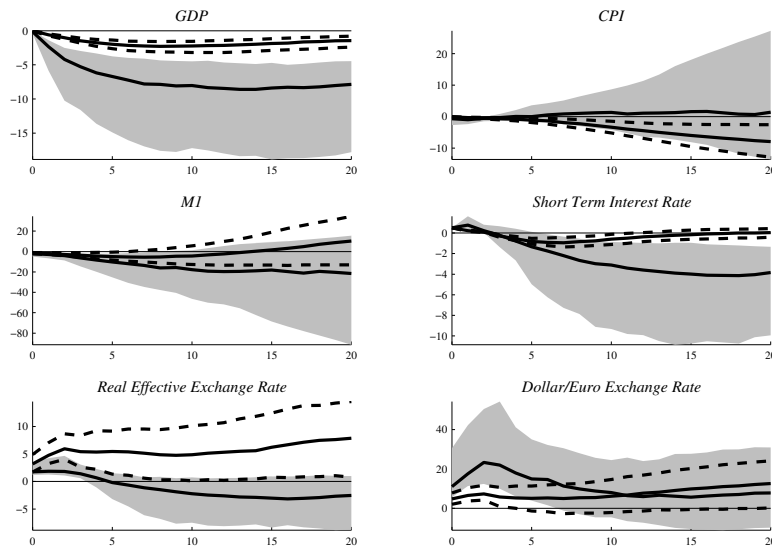 GDP
0
−5
−10
−15
0 5 10 15 20
CPI
20
10
0
−10
0 5 10 15 20
M1
20
0
−20
−40
−60
−80
0 5 10 15 20
Short Term Interest Rate
0
−2
−4
−6
−8
−10
0 5 10 15 20
Real Effective Exchange Rate
10
5
0
−5
0 5 10 15 20
Dollar/Euro Exchange Rate
40
20
0
0 5 10 15 20